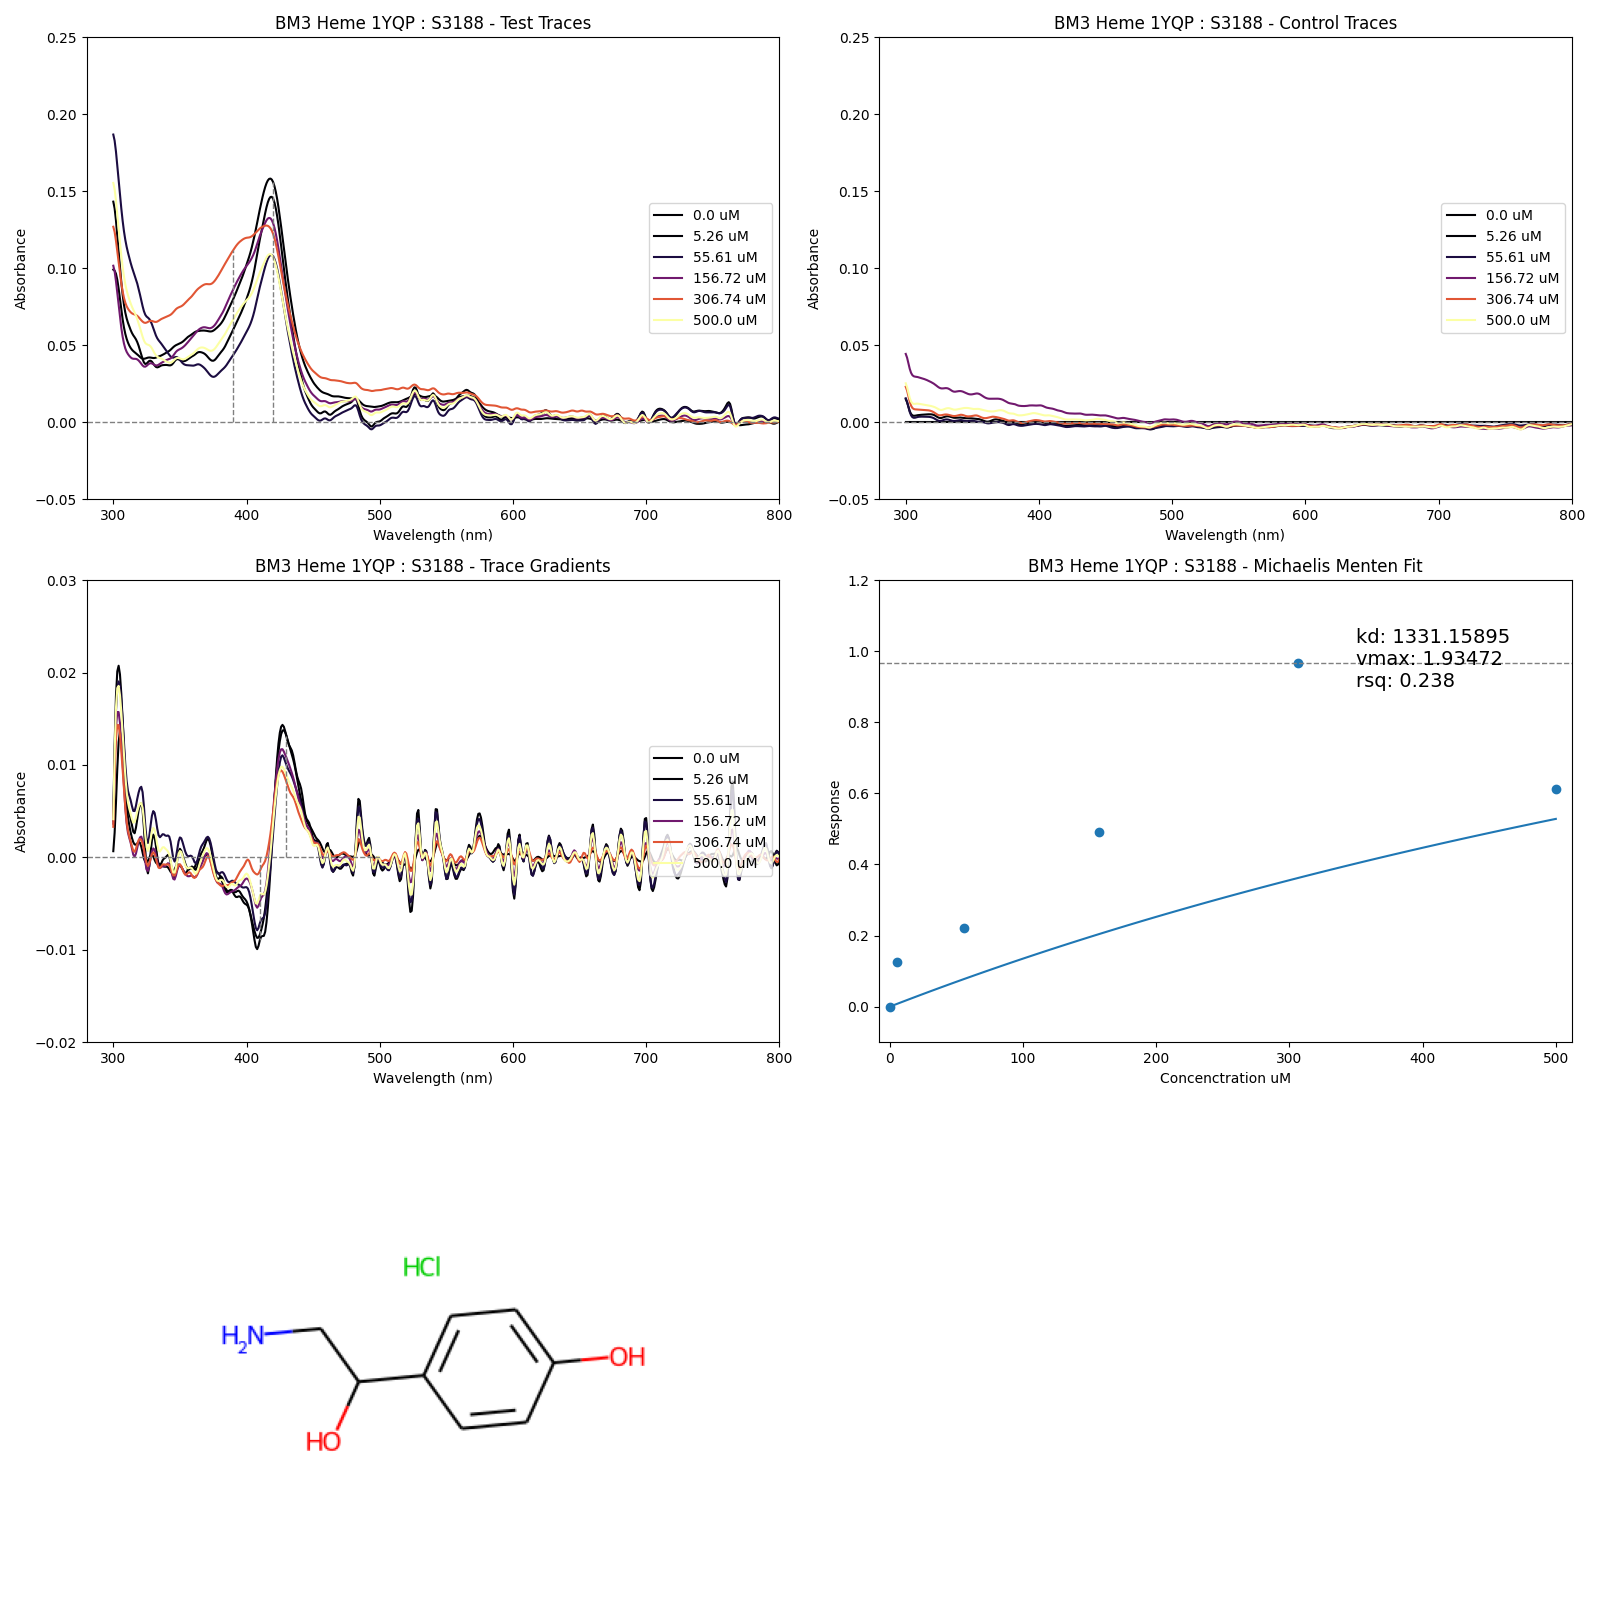 BM3 Heme 1YQP : S3188 - Test Traces
0.25
0.20
0.15
0.10
0.05
0.00
−0.05
Absorbance
300
400
500
600
700
800
Wavelength (nm)
0.0 uM
5.26 uM
55.61 uM
156.72 uM
306.74 uM
500.0 uM
BM3 Heme 1YQP : S3188 - Control Traces
0.25
0.20
0.15
0.10
0.05
0.00
−0.05
Absorbance
300
400
500
600
700
800
Wavelength (nm)
0.0 uM
5.26 uM
55.61 uM
156.72 uM
306.74 uM
500.0 uM
BM3 Heme 1YQP : S3188 - Trace Gradients
0.03
0.02
0.01
0.00
−0.01
−0.02
Absorbance
300
400
500
600
700
800
Wavelength (nm)
0.0 uM
5.26 uM
55.61 uM
156.72 uM
306.74 uM
500.0 uM
BM3 Heme 1YQP : S3188 - Michaelis Menten Fit
1.2
1.0
0.8
0.6
0.4
0.2
0.0
Response
kd: 1331.15895
vmax: 1.93472
rsq: 0.238
0
100
200
300
400
500
Concenctration uM
HCl
H2N
OH
HO